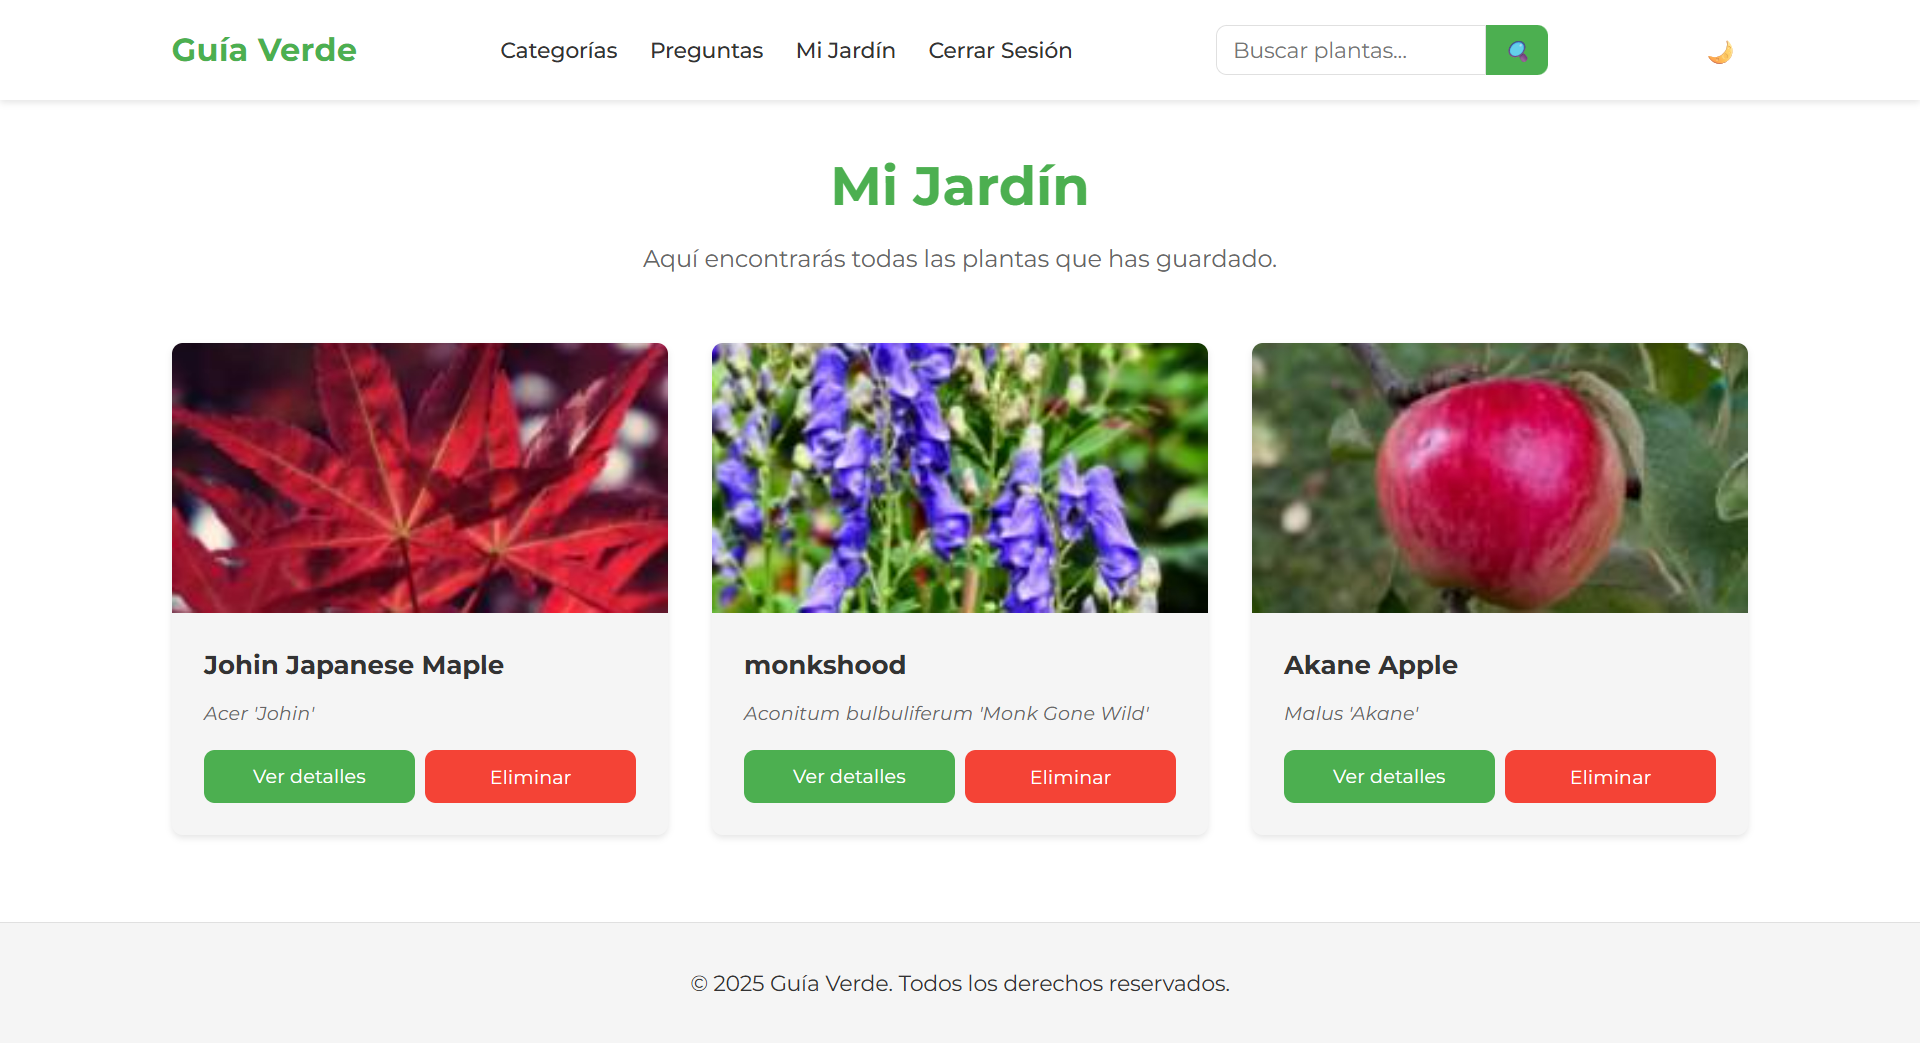 Guía Verde
Categorías
Preguntas
Mi Jardín
Cerrar Sesión
Buscar plantas...
Mi Jardín
Aquí encontrarás todas las plantas que has guardado.
Johin Japanese Maple
Acer 'Johin'
Ver detalles
Eliminar
monkshood
Aconitum bulbuliferum 'Monk Gone Wild'
Ver detalles
Eliminar
Akane Apple
Malus 'Akane'
Ver detalles
Eliminar
© 2025 Guía Verde. Todos los derechos reservados.